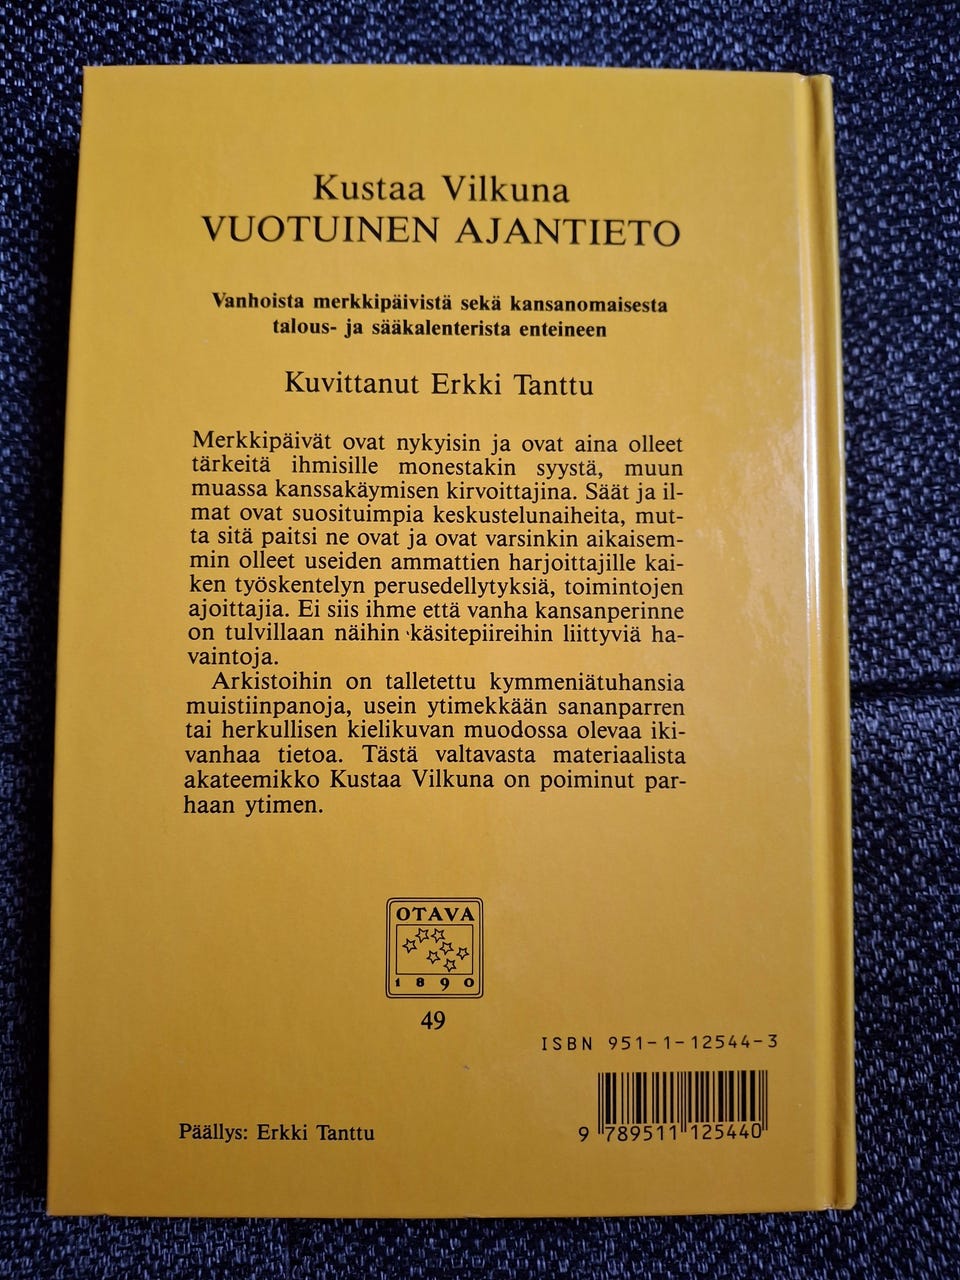 Kustaa Vilkuna
VUOTUINEN AJANTIETO
Vanhoista merkkipäivistä sekä kansanomaisesta
talous- ja sääkalenterista enteineen
Kuvittanut Erkki Tanttu
Merkkipäivät ovat nykyisin ja ovat aina olleet
tärkeitä ihmisille monestakin syystä, muun
muassa kanssakäymisen kirvoittajina. Säät ja il-
mat ovat suosituimpia keskustelunaiheita, mut-
ta sitä paitsi ne ovat ja ovat varsinkin aikaisem-
min olleet useiden ammattien harjoittajille kai-
ken työskentelyn perusedellytyksiä, toimintojen
ajoittajia. Ei siis ihme että vanha kansanperinne
on tulvillaan näihin käsitepiireihin liittyviä ha-
vaintoja.
Arkistoihin on talletettu kymmeniätuhansia
muistiinpanoja, usein ytimekkään sananparren
tai herkullisen kielikuvan muodossa olevaa iki-
vanhaa tietoa. Tästä valtavasta materiaalista
akateemikko Kustaa Vilkuna on poiminut par-
haan ytimen.
OTAVA
1890
49
ISBN 951-1-12544-3
9 789511 125440
Päällys: Erkki Tanttu